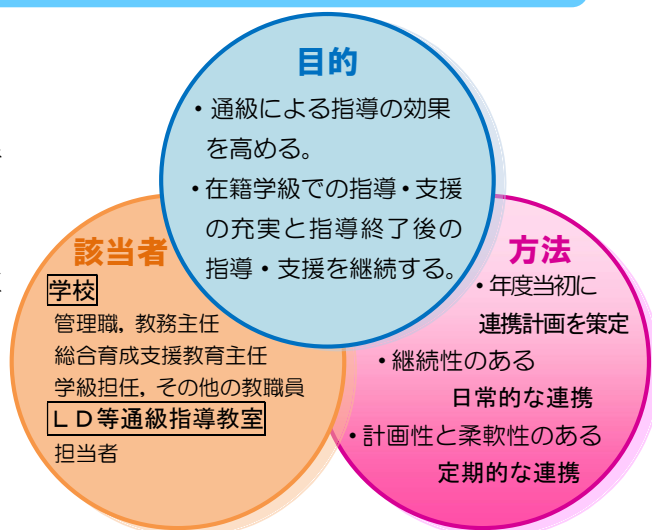 目的
・通級による指導の効果
を高める。
・在籍学級での指導・支援
の充実と指導終了後の
指導・支援を継続する。
該当者
学校
管理職，教務主任
総合育成支援教育主任
学級担任，その他の教職員
ＬＤ等通級指導教室
担当者
方法
・年度当初に
連携計画を策定
・継続性のある
日常的な連携
・計画性と柔軟性のある
定期的な連携